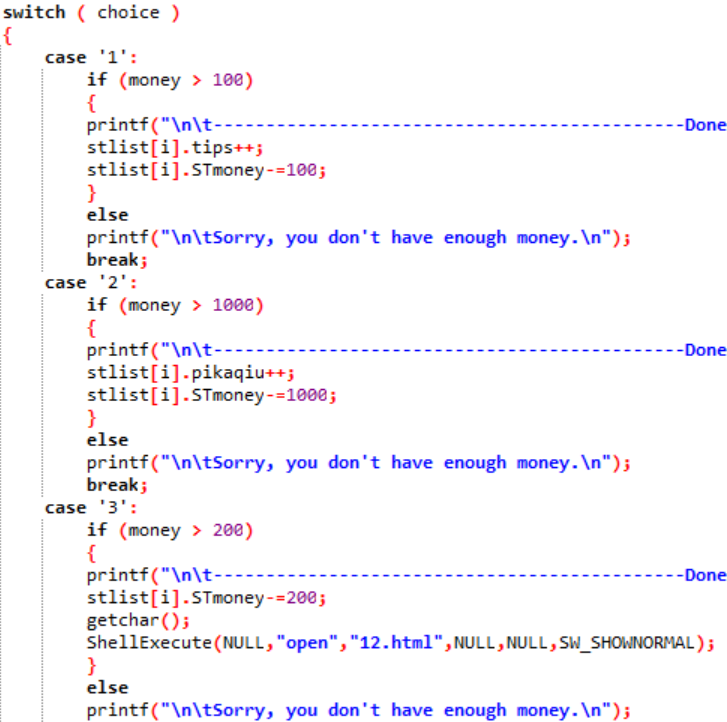 switch ( choice )
{
case '1':
if (money > 100)
{
printf("\n\t---------------------------------------------Done
stlist[i].tips++;
stlist[i].STmoney-=100;
}
else
printf("\n\tSorry, you don't have enough money.\n");
break;
case '2':
if (money > 1000)
{
printf("\n\t---------------------------------------------Done
stlist[i].pikaqiu++;
stlist[i].STmoney-=1000;
}
else
printf("\n\tSorry, you don't have enough money.\n");
break;
case '3':
if (money > 200)
{
printf("\n\t---------------------------------------------Done
stlist[i].STmoney-=200;
getchar();
ShellExecute(NULL,"open","12.html",NULL,NULL,SW_SHOWNORMAL);
}
else
printf("\n\tSorry, you don't have enough money.\n");